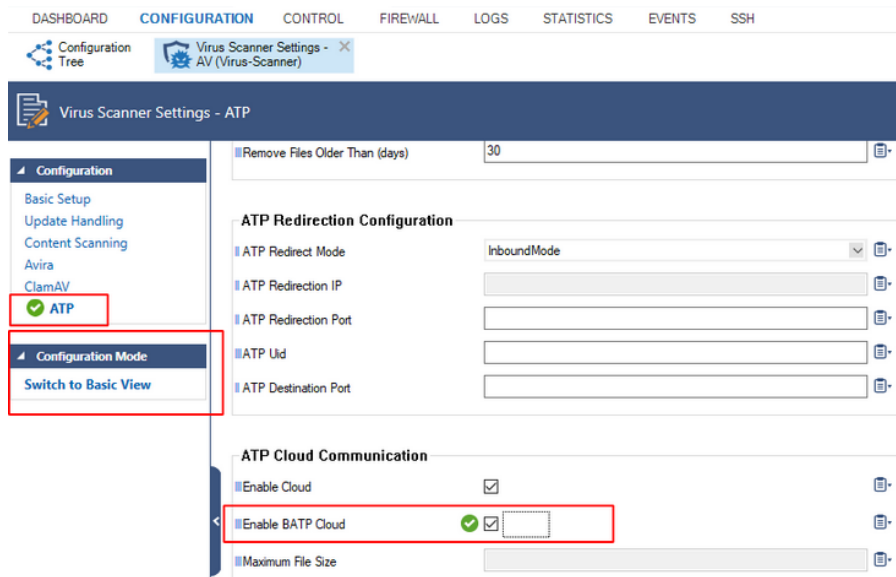 DASHBOARD CONFIGURATION CONTROL FIREWALL LOGS STATISTICS EVENTS SSH
Configuration
Tree
Virus Scanner Settings -
AV (Virus-Scanner)
Virus Scanner Settings - ATP
Configuration
Basic Setup
Update Handling
Content Scanning
Avira
ClamAV
ATP
Configuration Mode
Switch to Basic View
Remove Files Older Than (days) 30
ATP Redirection Configuration
ATP Redirect Mode InboundMode
ATP Redirection IP
ATP Redirection Port
ATP Uid
ATP Destination Port
ATP Cloud Communication
Enable Cloud
Enable BATP Cloud
Maximum File Size